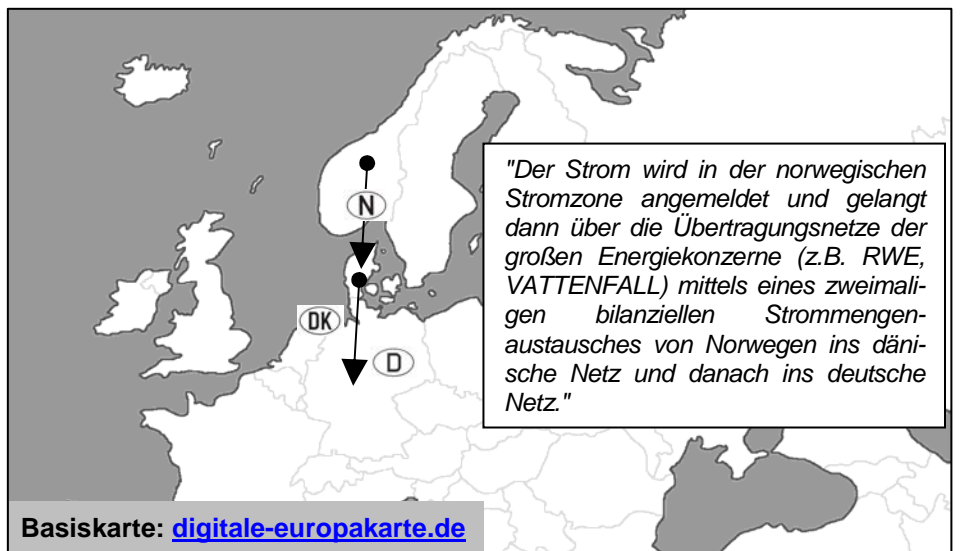 "Der Strom wird in der norwegischen
Stromzone angemeldet und gelangt
dann über die Übertragungsnetze der
großen Energiekonzerne (z.B. RWE,
VATTENFALL) mittels eines zweimali-
gen bilanziellen Strommengen-
austausches von Norwegen ins däni-
sche Netz und danach ins deutsche
Netz."
N
DK
D
Basiskarte: digitale-europakarte.de